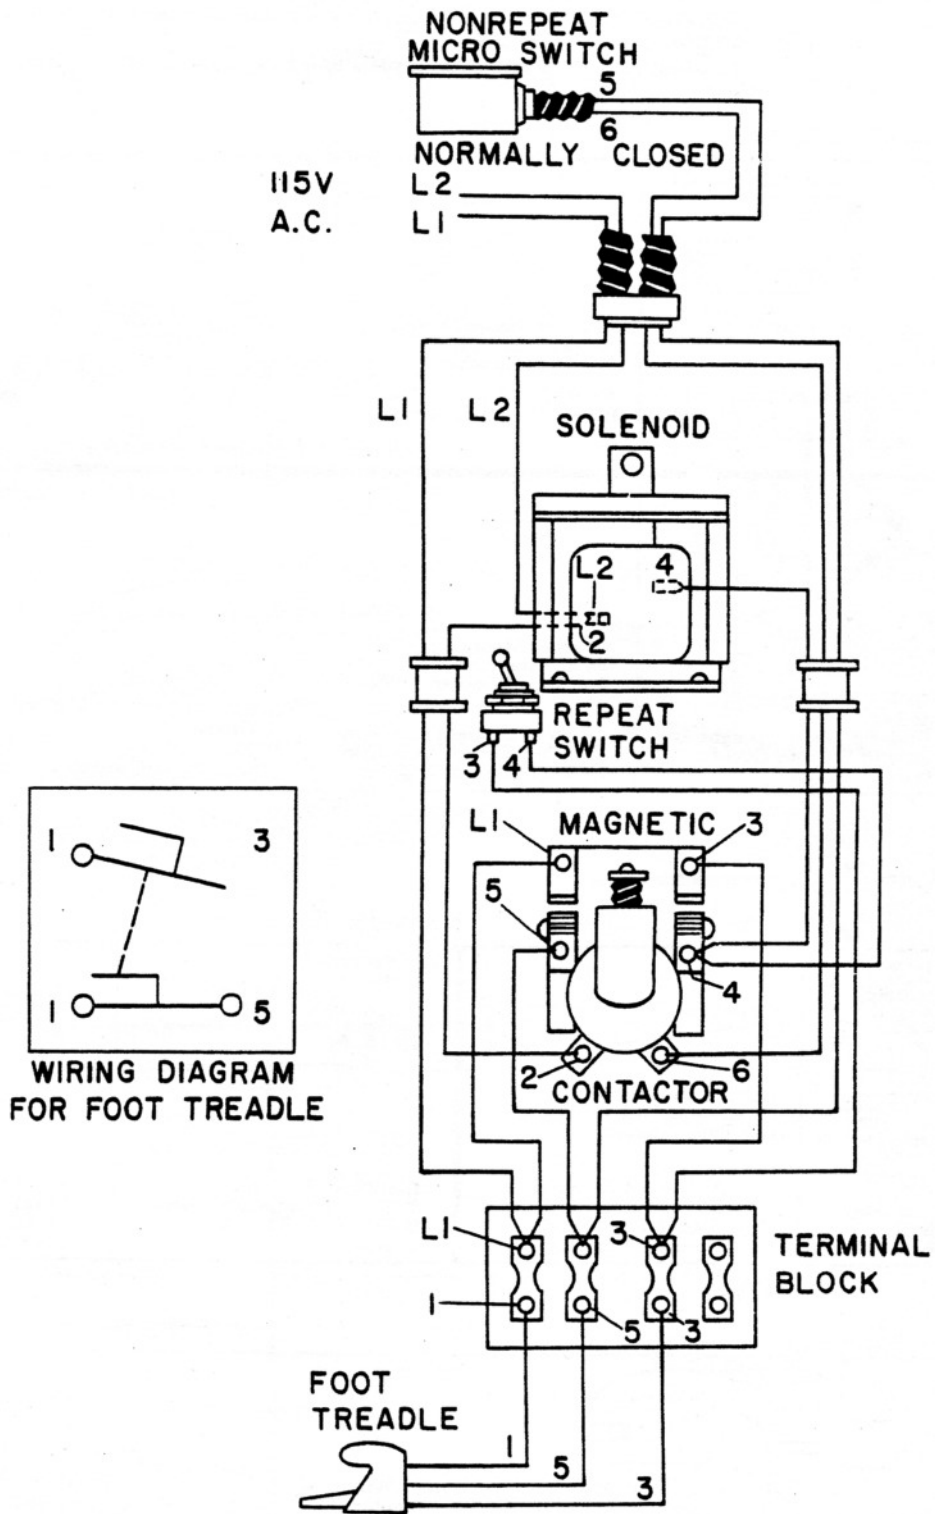 NONREPEAT
MICRO SWITCH
5
6
NORMALLY CLOSED
115V L2
A.C. L1
L1 L2
SOLENOID
L2 4
2
REPEAT
SWITCH
3 4
L1 MAGNETIC 3
5
4
2 6
CONTACTOR
1 3
1 5
WIRING DIAGRAM
FOR FOOT TREADLE
L1 3
TERMINAL
BLOCK
1 5 3
FOOT
TREADLE
1
5
3